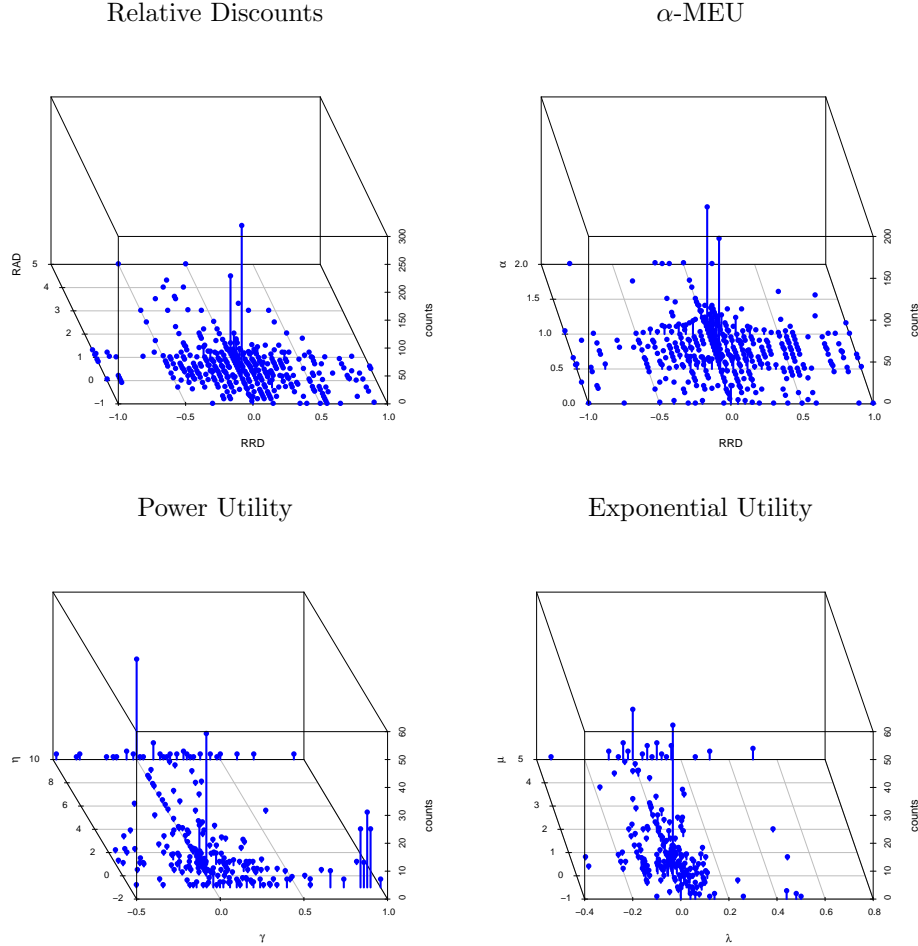 Relative Discounts
α-MEU
RAD
5
4
3
2
1
0
−1
−1.0 −0.5 0.0 0.5 1.0
RRD
0 50 100 150 200 250 300
counts
α
2.0
1.5
1.0
0.5
0.0
−1.0 −0.5 0.0 0.5 1.0
RRD
0 50 100 150 200
counts
Power Utility
Exponential Utility
η
10
8
6
4
2
0
−2
−0.5 0.0 0.5 1.0
γ
0 10 20 30 40 50 60
counts
μ
5
4
3
2
1
0
−1
−0.4 −0.2 0.0 0.2 0.4 0.6 0.8
λ
0 10 20 30 40 50 60
counts